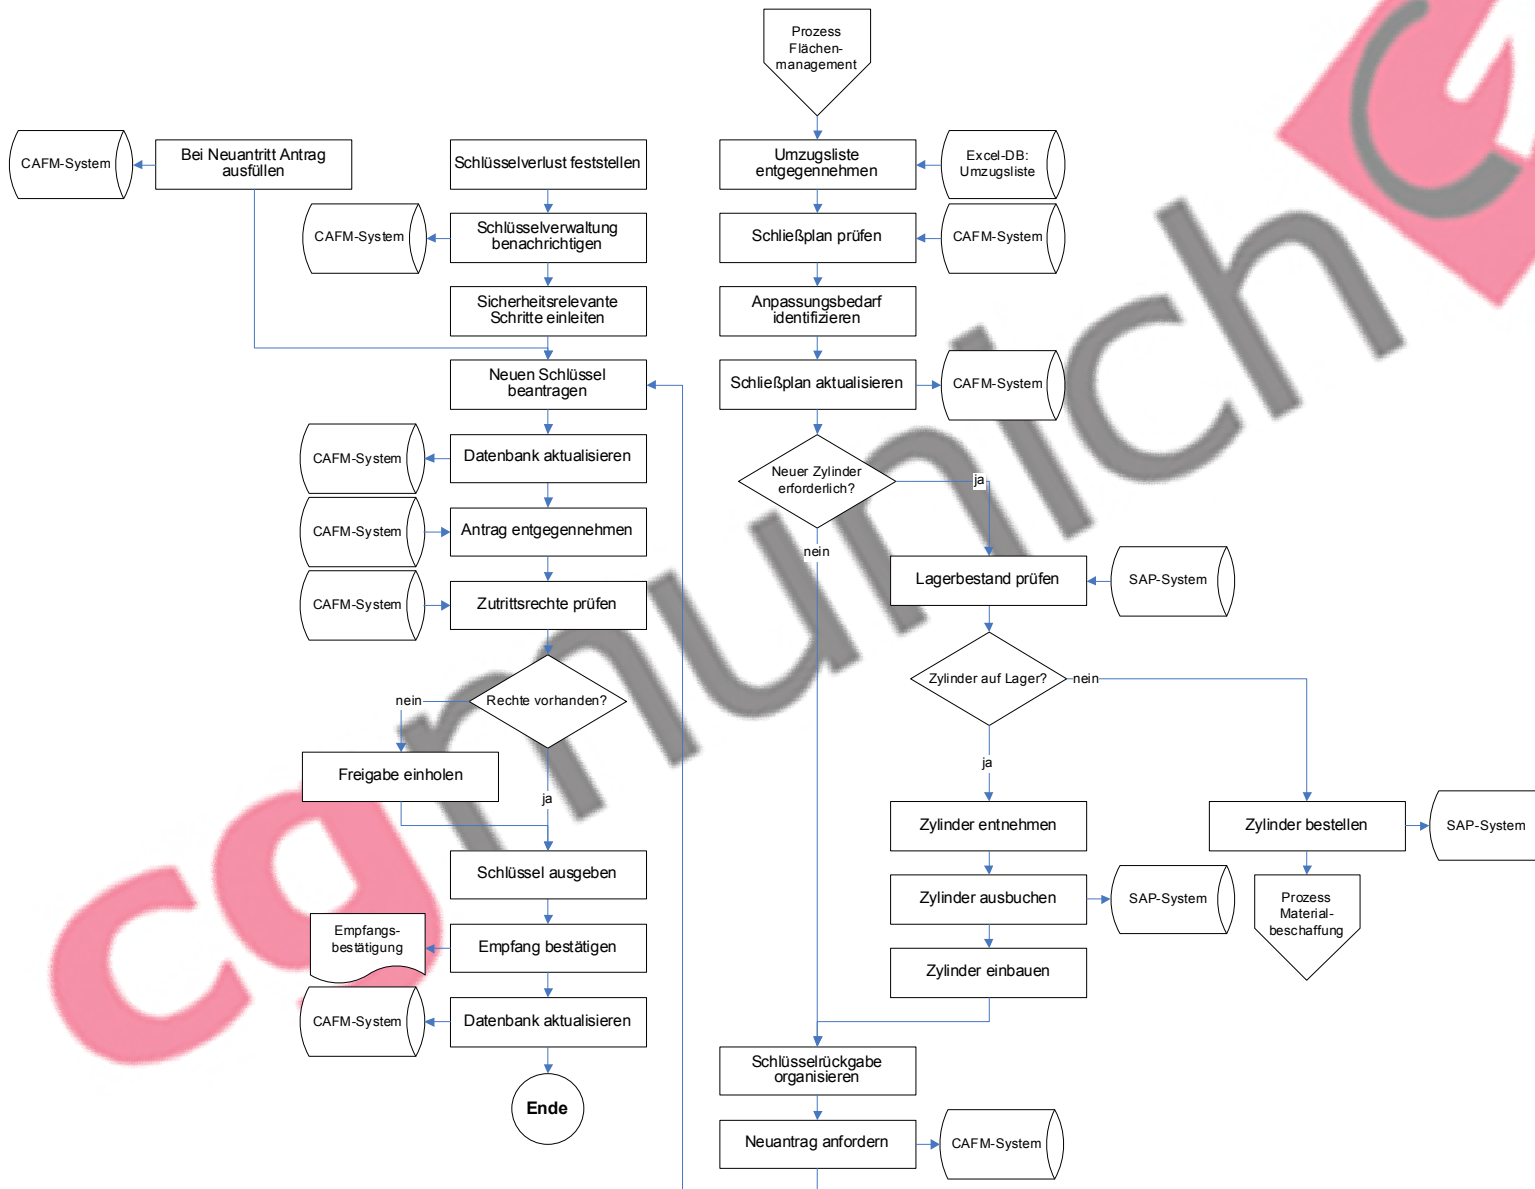 Prozess
Flächen-
management
CAFM-System
Bei Neuantritt Antrag
ausfüllen
Schlüsselverlust feststellen
Umzugsliste
entgegennehmen
Excel-DB:
Umzugsliste
CAFM-System
Schlüsselverwaltung
benachrichtigen
Schließplan prüfen
CAFM-System
Sicherheitsrelevante
Schritte einleiten
Anpassungsbedarf
identifizieren
Neuen Schlüssel
beantragen
Schließplan aktualisieren
CAFM-System
CAFM-System
Datenbank aktualisieren
Neuer Zylinder
erforderlich?
ja
nein
CAFM-System
Antrag entgegennehmen
Lagerbestand prüfen
SAP-System
CAFM-System
Zutrittsrechte prüfen
Rechte vorhanden?
nein
ja
Zylinder auf Lager?
nein
ja
Freigabe einholen
Zylinder entnehmen
Zylinder bestellen
SAP-System
Schlüssel ausgeben
Zylinder ausbuchen
SAP-System
Prozess
Material-
beschaffung
Empfangs-
bestätigung
Empfang bestätigen
Zylinder einbauen
CAFM-System
Datenbank aktualisieren
Schlüsselrückgabe
organisieren
Ende
Neuantrag anfordern
CAFM-System
comunich